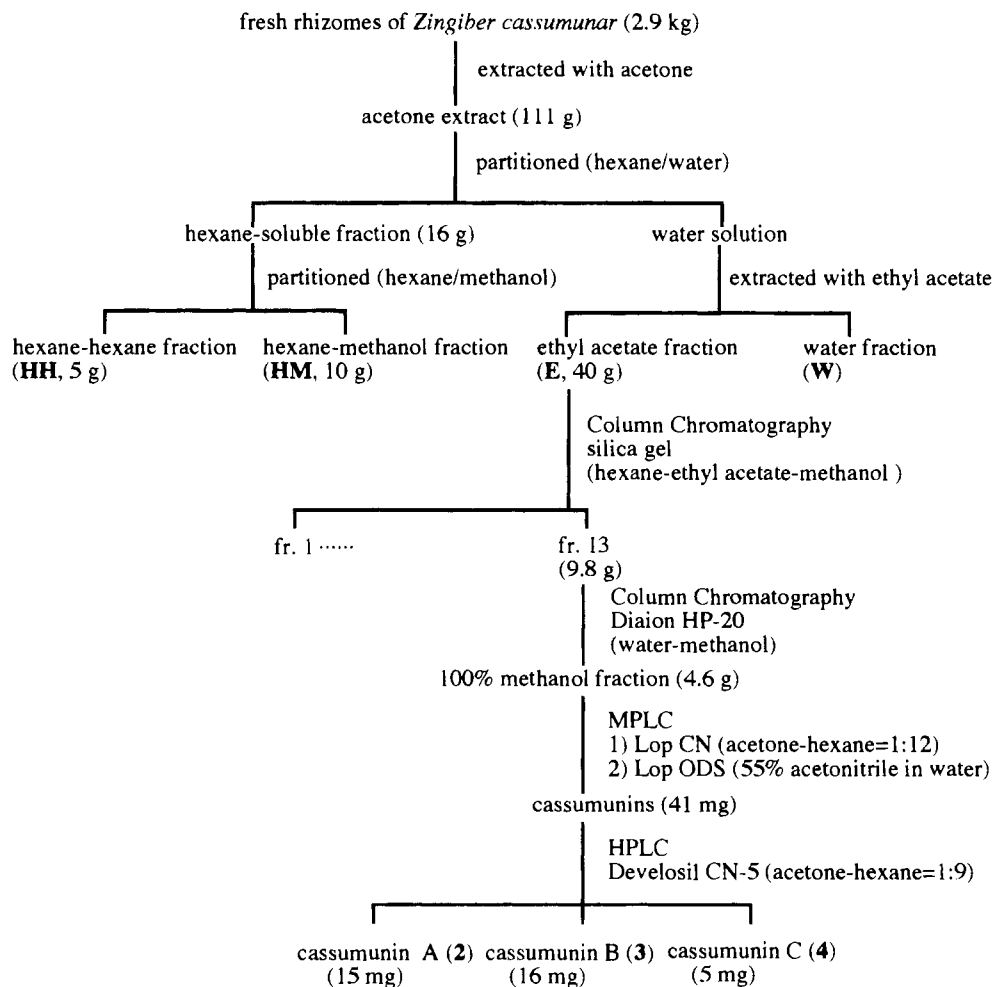 fresh rhizomes of Zingiber cassumunar (2.9 kg)
extracted with acetone
acetone extract (111 g)
partitioned (hexane/water)
hexane-soluble fraction (16 g)
water solution
partitioned (hexane/methanol)
extracted with ethyl acetate
hexane-hexane fraction
(HH, 5 g)
hexane-methanol fraction
(HM, 10 g)
ethyl acetate fraction
(E, 40 g)
water fraction
(W)
Column Chromatography
silica gel
(hexane-ethyl acetate-methanol )
fr. 1 ······
fr. 13
(9.8 g)
Column Chromatography
Diaion HP-20
(water-methanol)
100% methanol fraction (4.6 g)
MPLC
1) Lop CN (acetone-hexane=1:12)
2) Lop ODS (55% acetonitrile in water)
cassumunins (41 mg)
HPLC
Develosil CN-5 (acetone-hexane=1:9)
cassumunin A (2)
(15 mg)
cassumunin B (3)
(16 mg)
cassumunin C (4)
(5 mg)